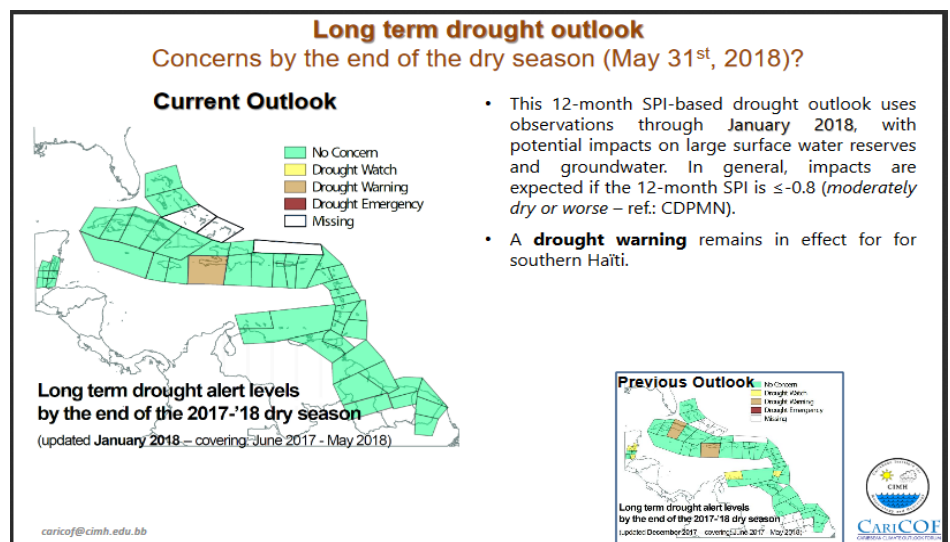 Long term drought outlook
Concerns by the end of the dry season (May 31st, 2018)?
Current Outlook
No Concern
Drought Watch
Drought Warning
Drought Emergency
Missing
Long term drought alert levels
by the end of the 2017-'18 dry season
(updated January 2018 – covering: June 2017 - May 2018)
• This 12-month SPI-based drought outlook uses
observations through January 2018, with
potential impacts on large surface water reserves
and groundwater. In general, impacts are
expected if the 12-month SPI is ≤-0.8 (moderately
dry or worse – ref.: CDPMN).
• A drought warning remains in effect for for
southern Haïti.
Previous Outlook
No Concern
Drought Watch
Drought Warning
Drought Emergency
Missing
Long term drought alert levels
by the end of the 2017-'18 dry season
(updated December 2017 covering: June 2017 - May 2018)
CIMH
CARICOF
CARIBBEAN CLIMATE OUTLOOK FORUM
caricof@cimh.edu.bb